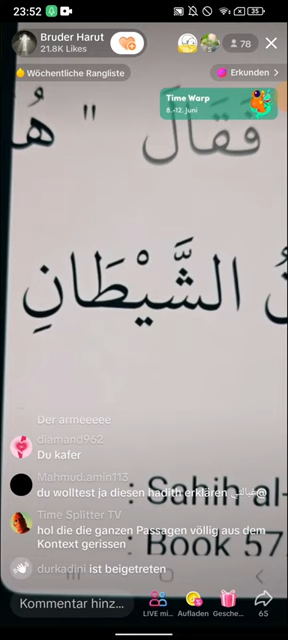 23:52
35
Bruder Harut
21.8K Likes
78
Wöchentliche Rangliste
Erkunden >
Time Warp
8.-12. Juni
فَقَالَ " هُ
الشَّيْطَانِ
Der armeeeee
diamand952
Du kafer
Mahmud.amin113
du wolltest ja diesen hadith erklären
: Sahih al-
Time Splitter TV
hol die die ganzen Passagen völlig aus dem
Kontext gerissen
: Book 57
durkadini ist beigetreten
Kommentar hinz...
LIVE mi...
Aufladen
Gesche...
65